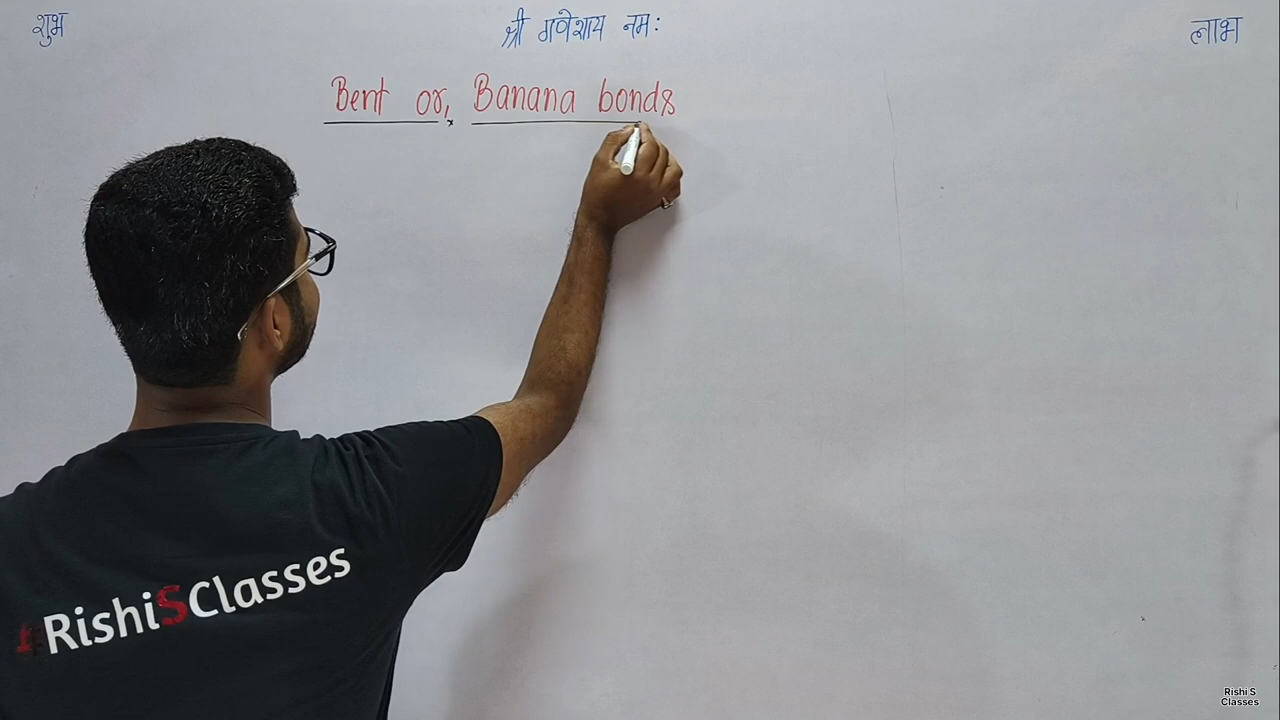 शुभ श्री गणेशाय नम: लाभ
Bent or, Banana bonds
#RishiSClasses
Rishi S
Classes